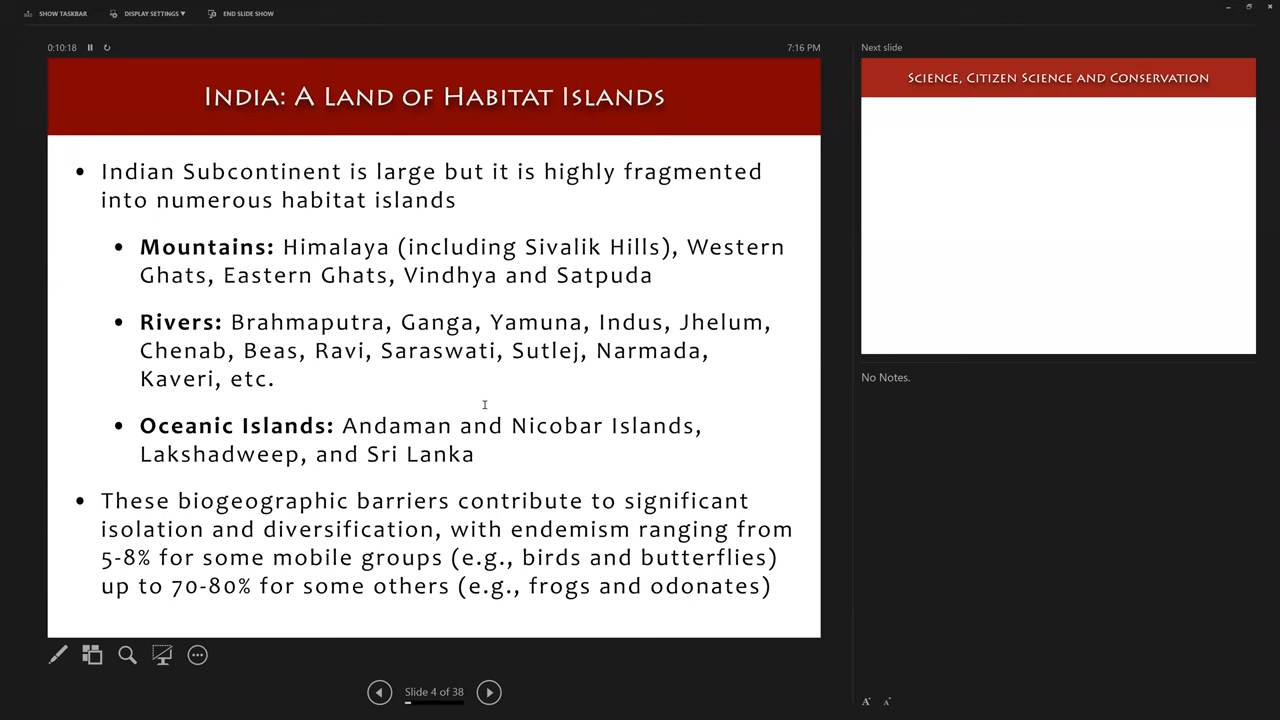 SHOW TASKBAR
DISPLAY SETTINGS ▼
END SLIDE SHOW
0:10:18
7:16 PM
India: A Land of Habitat Islands
• Indian Subcontinent is large but it is highly fragmented
into numerous habitat islands
• Mountains: Himalaya (including Sivalik Hills), Western
Ghats, Eastern Ghats, Vindhya and Satpuda
• Rivers: Brahmaputra, Ganga, Yamuna, Indus, Jhelum,
Chenab, Beas, Ravi, Saraswati, Sutlej, Narmada,
Kaveri, etc.
• Oceanic Islands: Andaman and Nicobar Islands,
Lakshadweep, and Sri Lanka
• These biogeographic barriers contribute to significant
isolation and diversification, with endemism ranging from
5-8% for some mobile groups (e.g., birds and butterflies)
up to 70-80% for some others (e.g., frogs and odonates)
Slide 4 of 38
Next slide
Science, Citizen Science and Conservation
No Notes.
A A